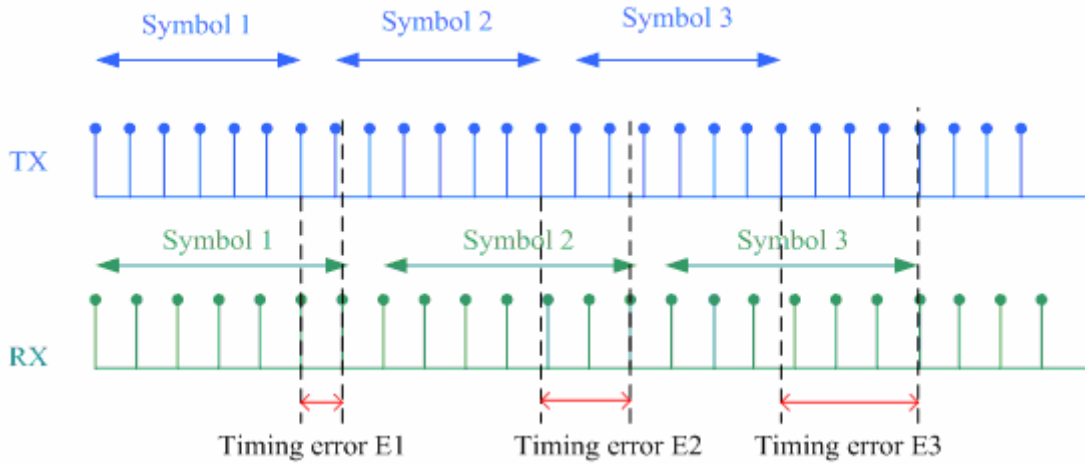 Symbol 1
Symbol 2
Symbol 3
TX
Symbol 1
Symbol 2
Symbol 3
RX
Timing error E1
Timing error E2
Timing error E3